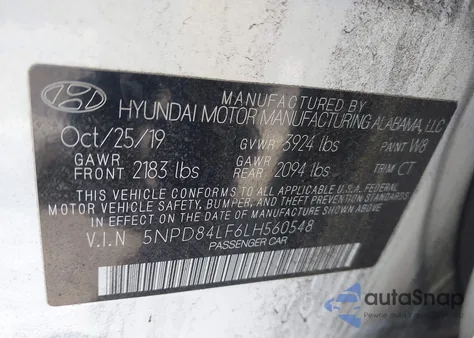 MANUFACTURED BY
HYUNDAI MOTOR MANUFACTURING ALABAMA, LLC
Oct/25/19 GVWR 3924 lbs PAINT W8
GAWR FRONT 2183 lbs GAWR REAR 2094 lbs TRIM CT
THIS VEHICLE CONFORMS TO ALL APPLICABLE U.S. FEDERAL
MOTOR VEHICLE SAFETY, BUMPER, AND THEFT PREVENTION STANDARDS
IN EFFECT ON THE DATE OF MANUFACTURE SHOWN ABOVE.
V.I.N 5NPD84LF6LH560548
PASSENGER CAR
autoSnap
Pewne auto